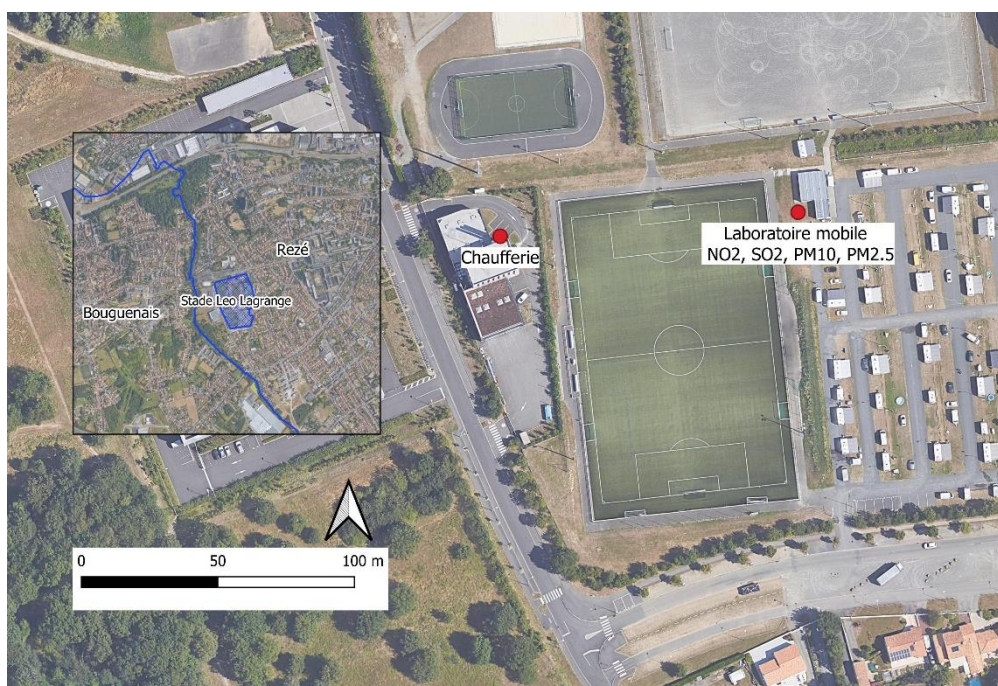 Rezé
Stade Leo Lagrange
Bouguenais
Chaufferie
Laboratoire mobile
NO2, SO2, PM10, PM2.5
0 50 100 m